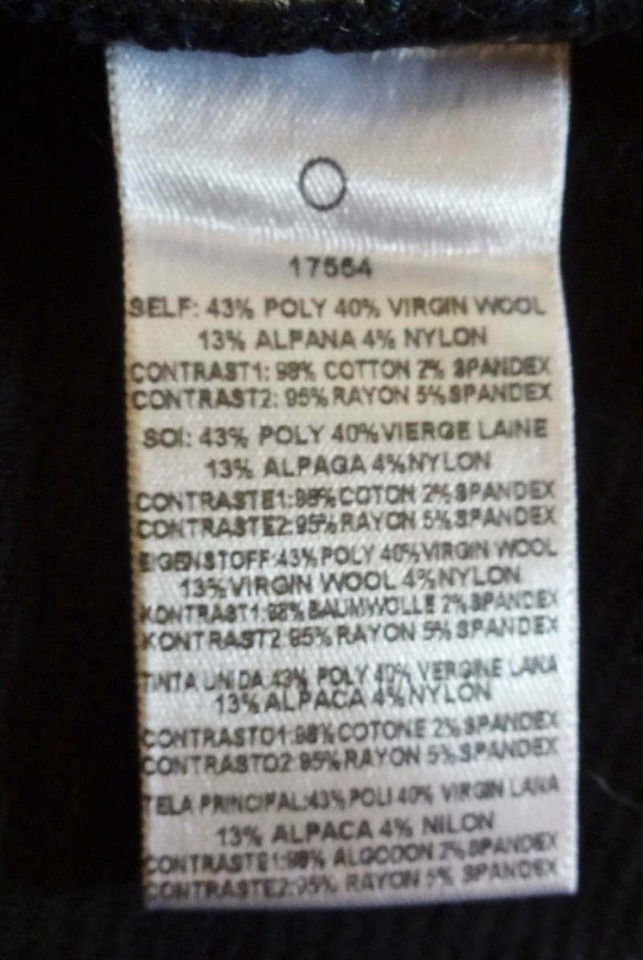 17554
SELF: 43% POLY 40% VIRGIN WOOL
13% ALPANA 4% NYLON
CONTRAST1: 98% COTTON 2% SPANDEX
CONTRAST2: 95% RAYON 5% SPANDEX
SOI: 43% POLY 40% VIERGE LAINE
13% ALPAGA 4% NYLON
CONTRASTE1:98% COTON 2% SPANDEX
CONTRASTE2:95% RAYON 5% SPANDEX
EIGENSTOFF:43% POLY 40% VIRGIN WOOL
13% VIRGIN WOOL 4% NYLON
KONTRAST1:98% BAUMWOLLE 2% SPANDEX
KONTRAST2 95% RAYON 5% SPANDEX
TINTA UNIDA:43% POLY 40% VERGINE LANA
13% ALPACA 4% NYLON
CONTRASTO1:98% COTONE 2% SPANDEX
CONTRASTO2:95% RAYON 5% SPANDEX
TELA PRINCIPAL:43% POLI 40% VIRGIN LANA
13% ALPACA 4% NILON
CONTRASTE1:98% ALGODON 2% SPANDEX
CONTRASTE2:95% RAYON 5% SPANDEX